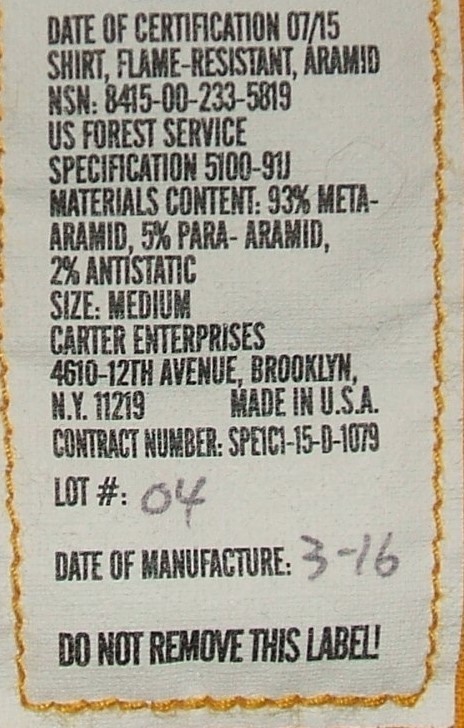 DATE OF CERTIFICATION 07/15
SHIRT, FLAME-RESISTANT, ARAMID
NSN: 8415-00-233-5819
US FOREST SERVICE
SPECIFICATION 5100-91J
MATERIALS CONTENT: 93% META-
ARAMID, 5% PARA- ARAMID,
2% ANTISTATIC
SIZE: MEDIUM
CARTER ENTERPRISES
4610-12TH AVENUE, BROOKLYN,
N.Y. 11219 MADE IN U.S.A.
CONTRACT NUMBER: SPE1C1-15-D-1079
LOT #: 04
DATE OF MANUFACTURE: 3-16
DO NOT REMOVE THIS LABEL!